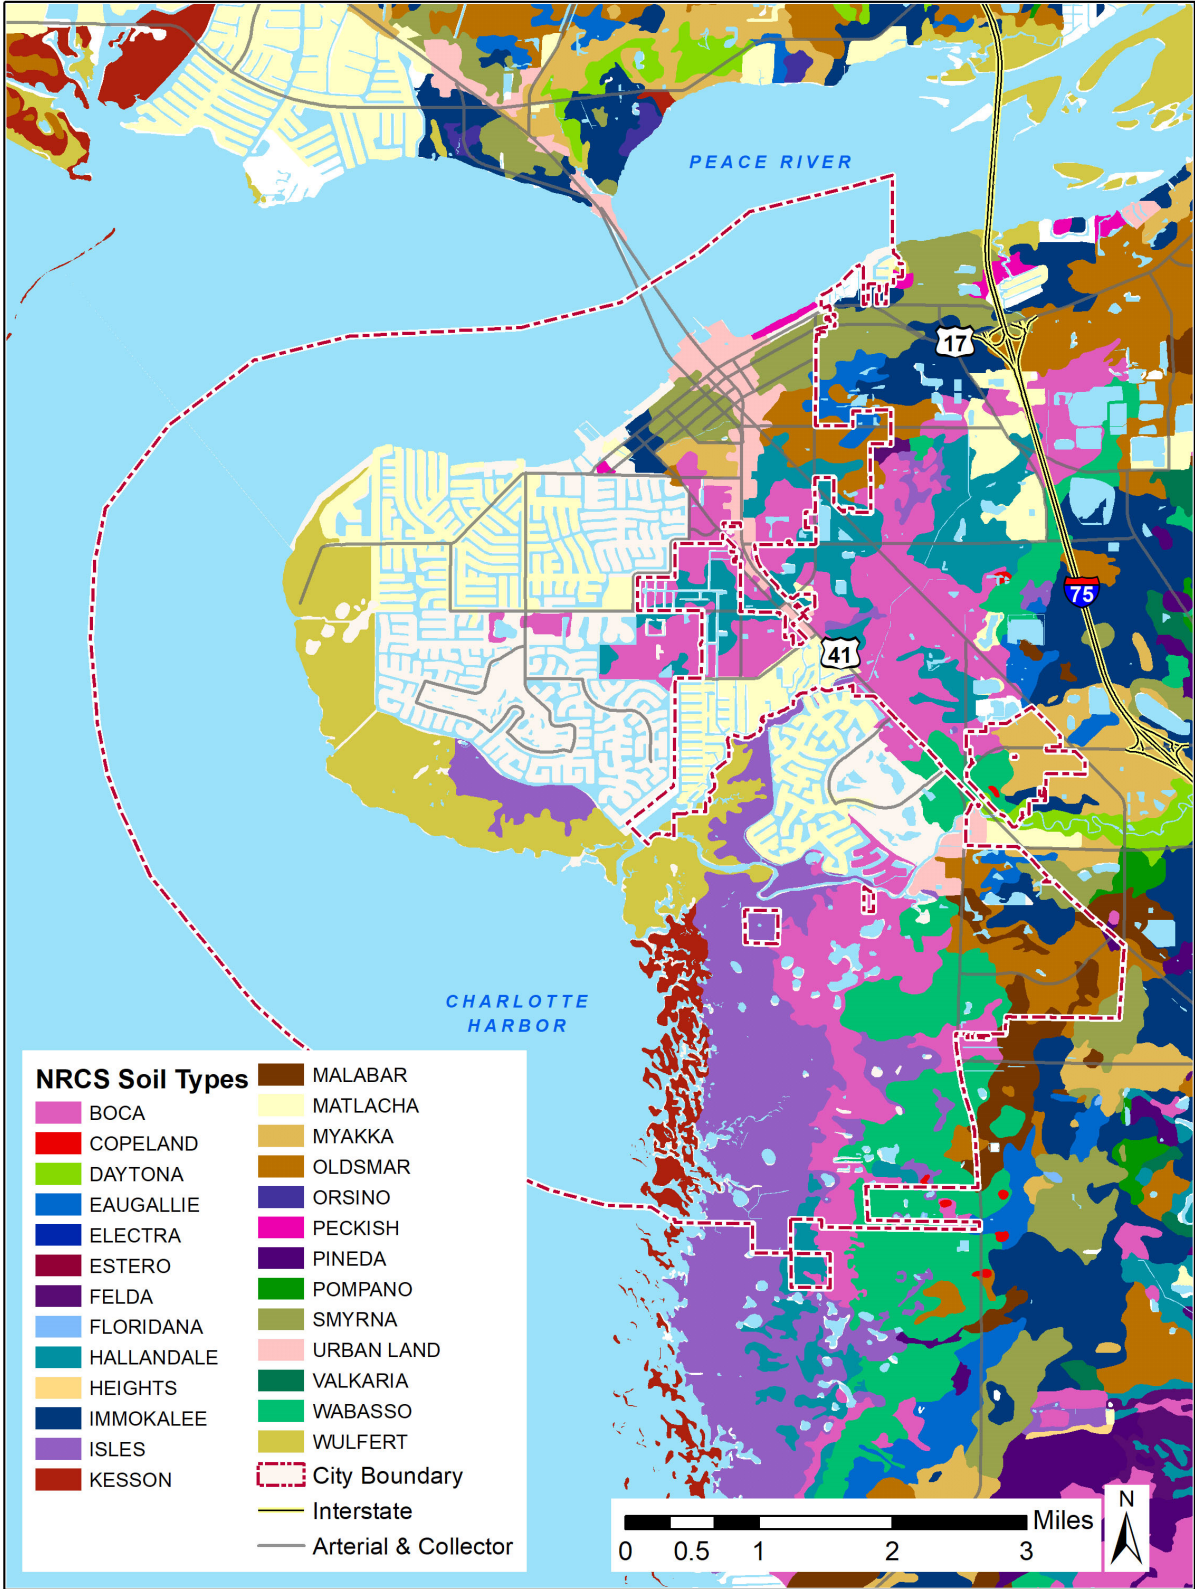 PEACE RIVER
17
75
41
CHARLOTTE
HARBOR
NRCS Soil Types
BOCA
COPELAND
DAYTONA
EAUGALLIE
ELECTRA
ESTERO
FELDA
FLORIDANA
HALLANDALE
HEIGHTS
IMMOKALEE
ISLES
KESSON
MALABAR
MATLACHA
MYAKKA
OLDSMAR
ORSINO
PECKISH
PINEDA
POMPANO
SMYRNA
URBAN LAND
VALKARIA
WABASSO
WULFERT
City Boundary
Interstate
Arterial & Collector
Miles
0 0.5 1 2 3
N